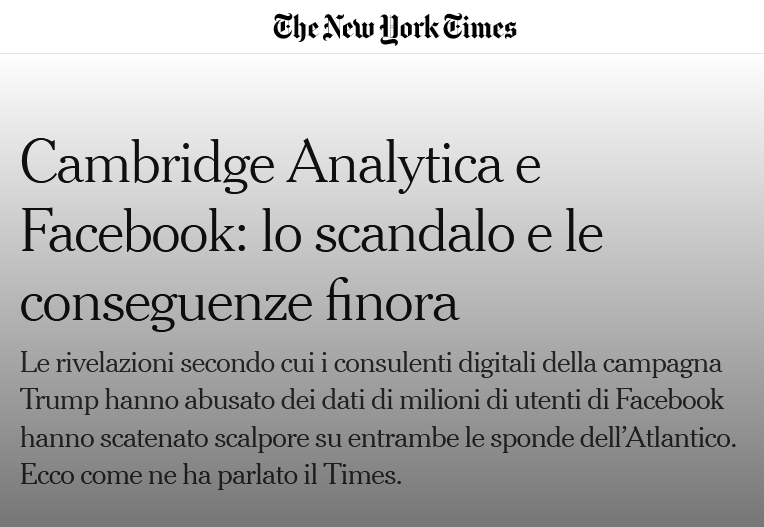 The New York Times
Cambridge Analytica e
Facebook: lo scandalo e le
conseguenze finora
Le rivelazioni secondo cui i consulenti digitali della campagna
Trump hanno abusato dei dati di milioni di utenti di Facebook
hanno scatenato scalpore su entrambe le sponde dell’Atlantico.
Ecco come ne ha parlato il Times.